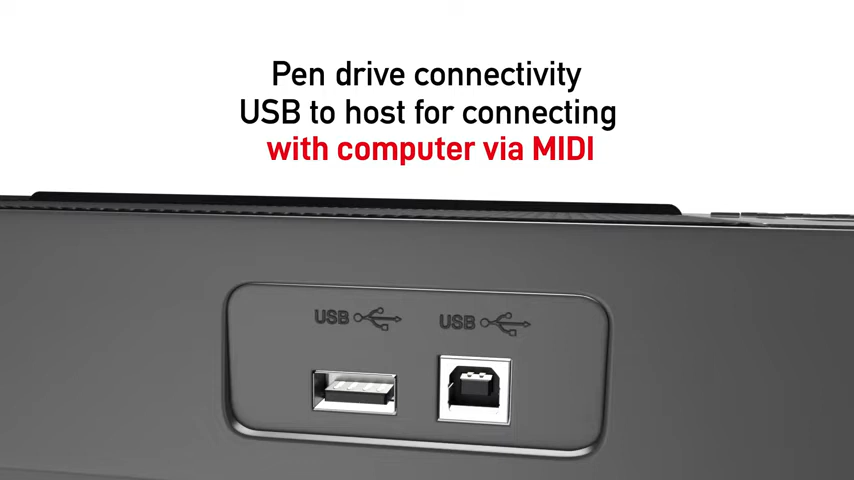 Pen drive connectivity
USB to host for connecting
with computer via MIDI
USB
USB